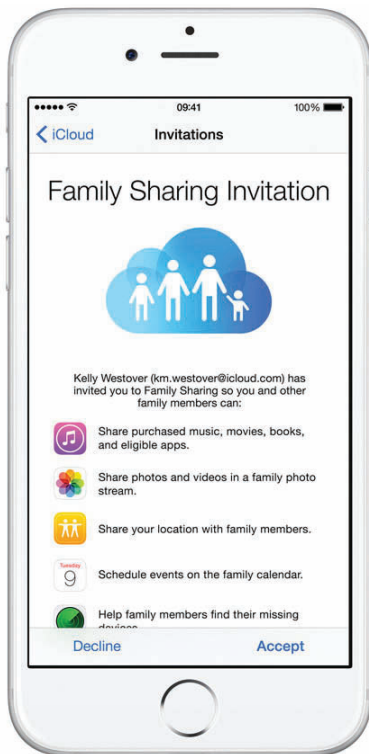 09:41 100%
iCloud Invitations
Family Sharing Invitation
Kelly Westover (km.westover@icloud.com) has
invited you to Family Sharing so you and other
family members can:
Share purchased music, movies, books,
and eligible apps.
Share photos and videos in a family photo
stream.
Share your location with family members.
Tuesday
9
Schedule events on the family calendar.
Help family members find their missing
devices.
Decline Accept